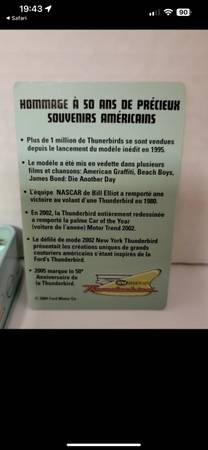 19:43
90
Safari
HOMMAGE À 50 ANS DE PRÉCIEUX
SOUVENIRS AMÉRICAINS
• Plus de 1 million de Thunerbirds se sont vendues
depuis le lancement du modèle inédit en 1995.
• Le modèle a été mis en vedette dans plusieurs
films et chansons: American Graffiti, Beach Boys,
James Bond: Die Another Day
• L'équipe NASCAR de Bill Elliot a remporté une
victoire au volant d'une Thunderbird en 1980.
• En 2002, la Thunderbird entièrement redessinée
a remporté la palme Car of the Year
(voiture de l'année) Motor Trend 2002.
• Le défilé de mode 2002 New York Thunderbird
présentait les créations uniques de grands
couturiers américains s'étant inspirés de la
Ford's Thunderbird.
• 2005 marque le 50e
Anniversaire de
la Thunderbird.
© 2004 Ford Motor Co.